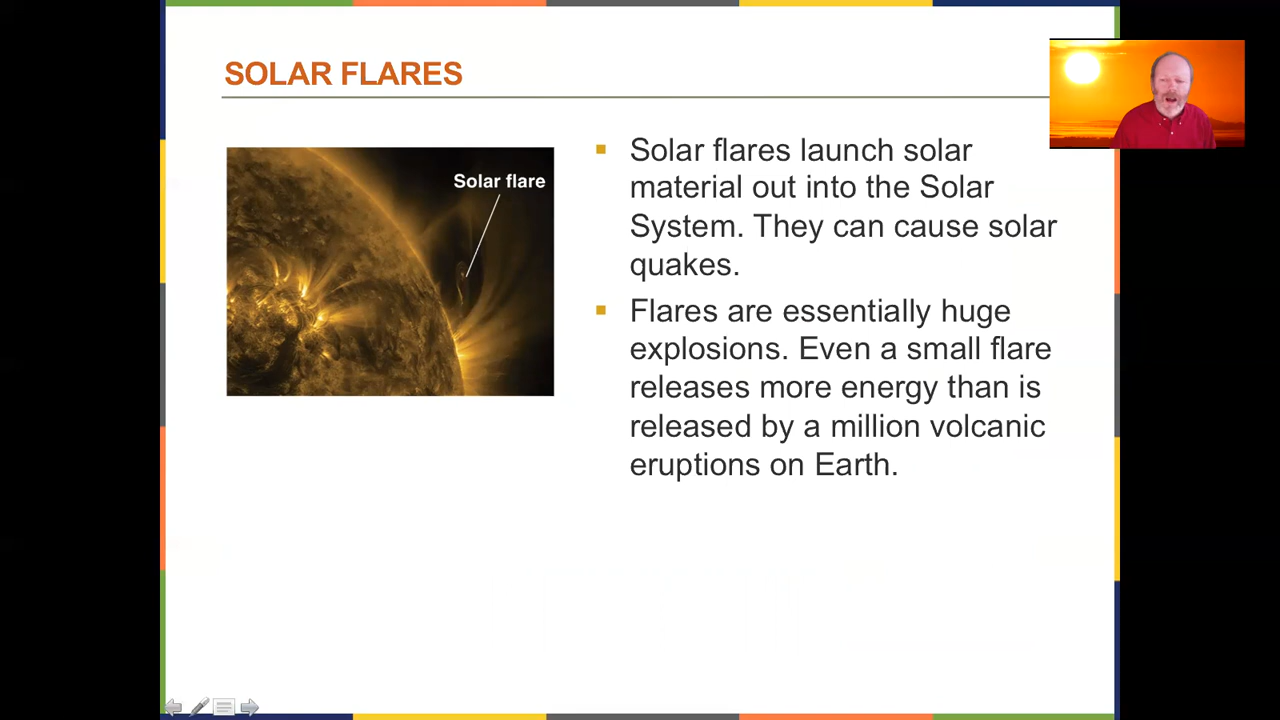 SOLAR FLARES
Solar flare
Solar flares launch solar
material out into the Solar
System. They can cause solar
quakes.
Flares are essentially huge
explosions. Even a small flare
releases more energy than is
released by a million volcanic
eruptions on Earth.